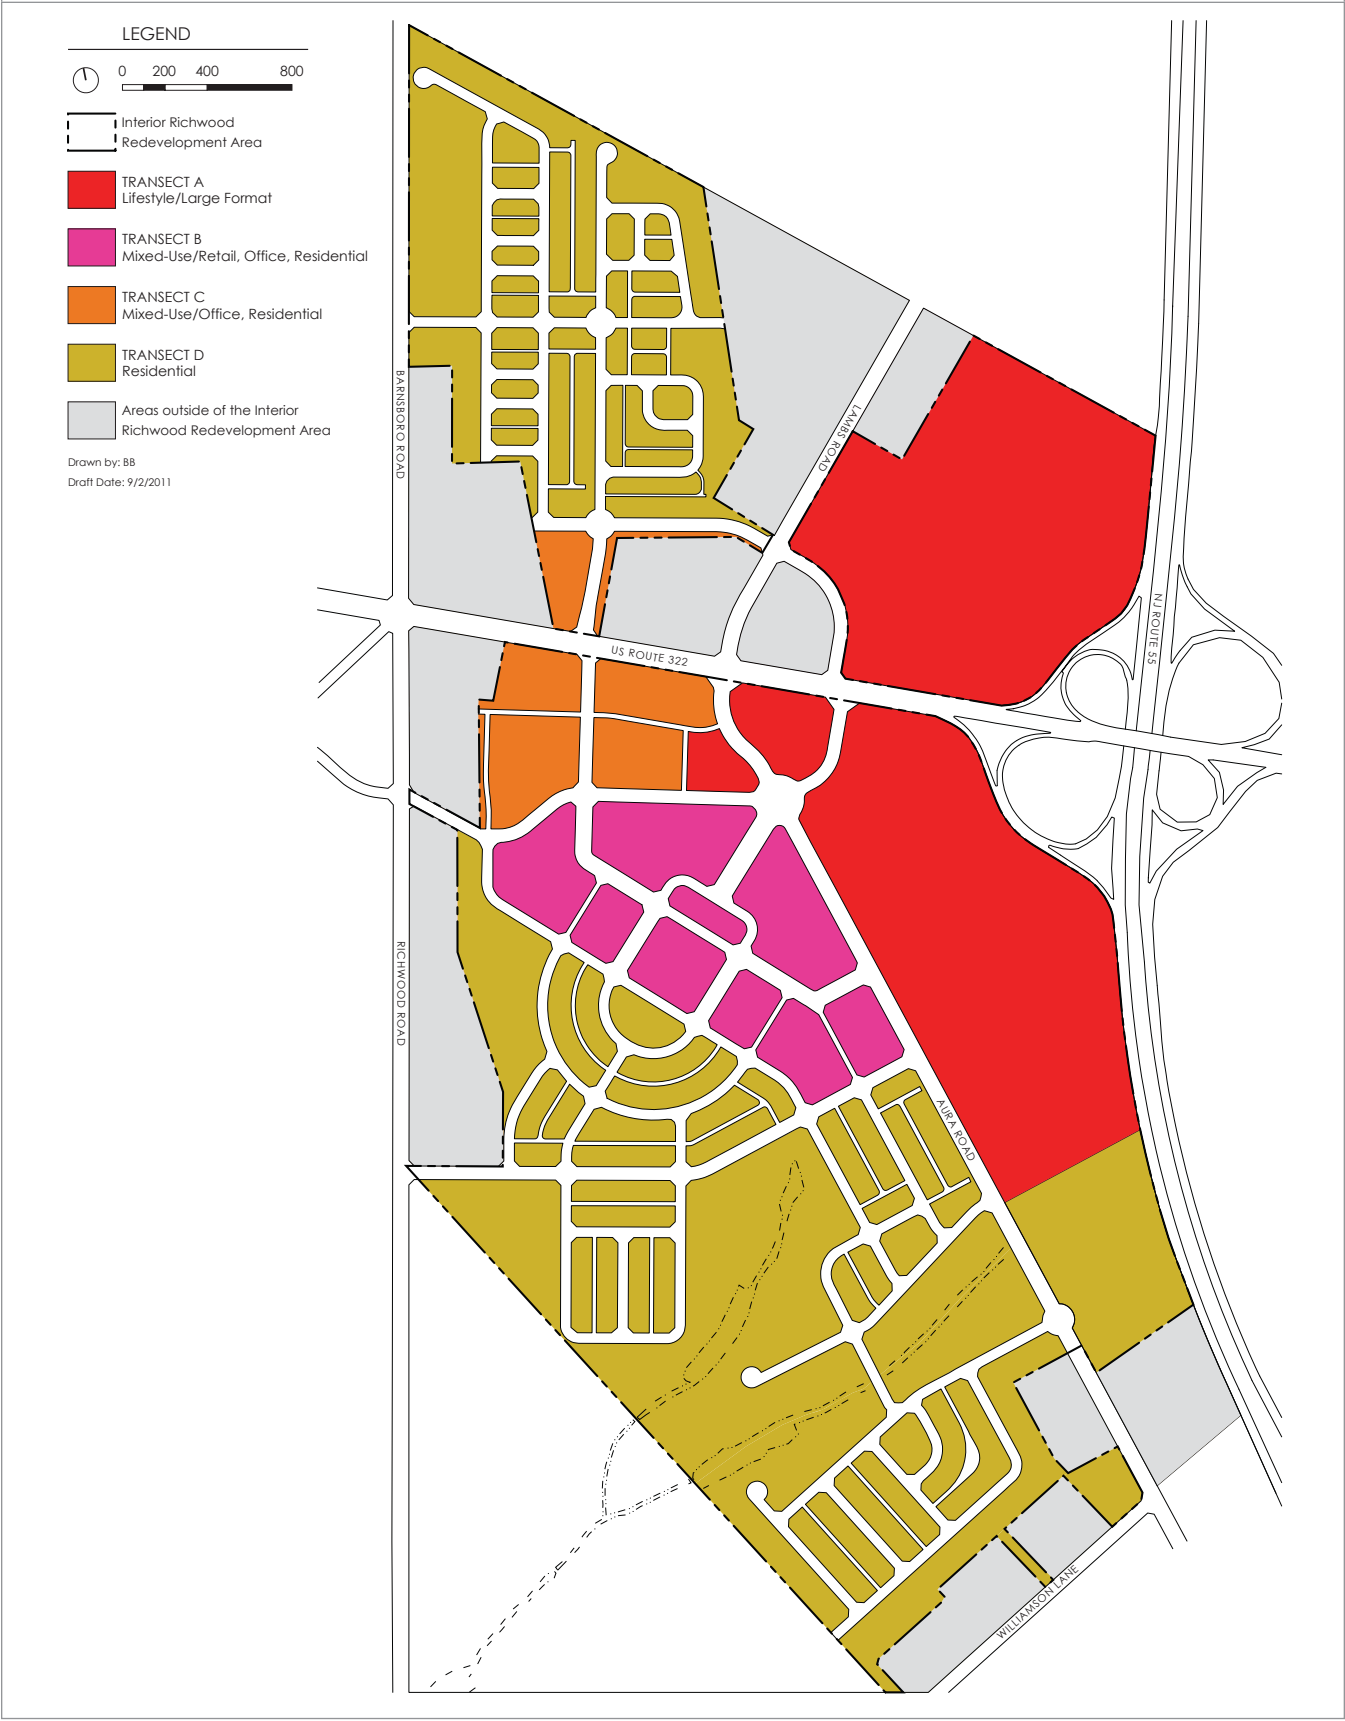 LEGEND
0 200 400 800
Interior Richwood
Redevelopment Area
TRANSECT A
Lifestyle/Large Format
TRANSECT B
Mixed-Use/Retail, Office, Residential
TRANSECT C
Mixed-Use/Office, Residential
TRANSECT D
Residential
Areas outside of the Interior
Richwood Redevelopment Area
Drawn by: BB
Draft Date: 9/2/2011
BARNSBORO ROAD
LAMBS ROAD
US ROUTE 322
NJ ROUTE 55
RICHWOOD ROAD
AURA ROAD
WILLIAMSON LANE